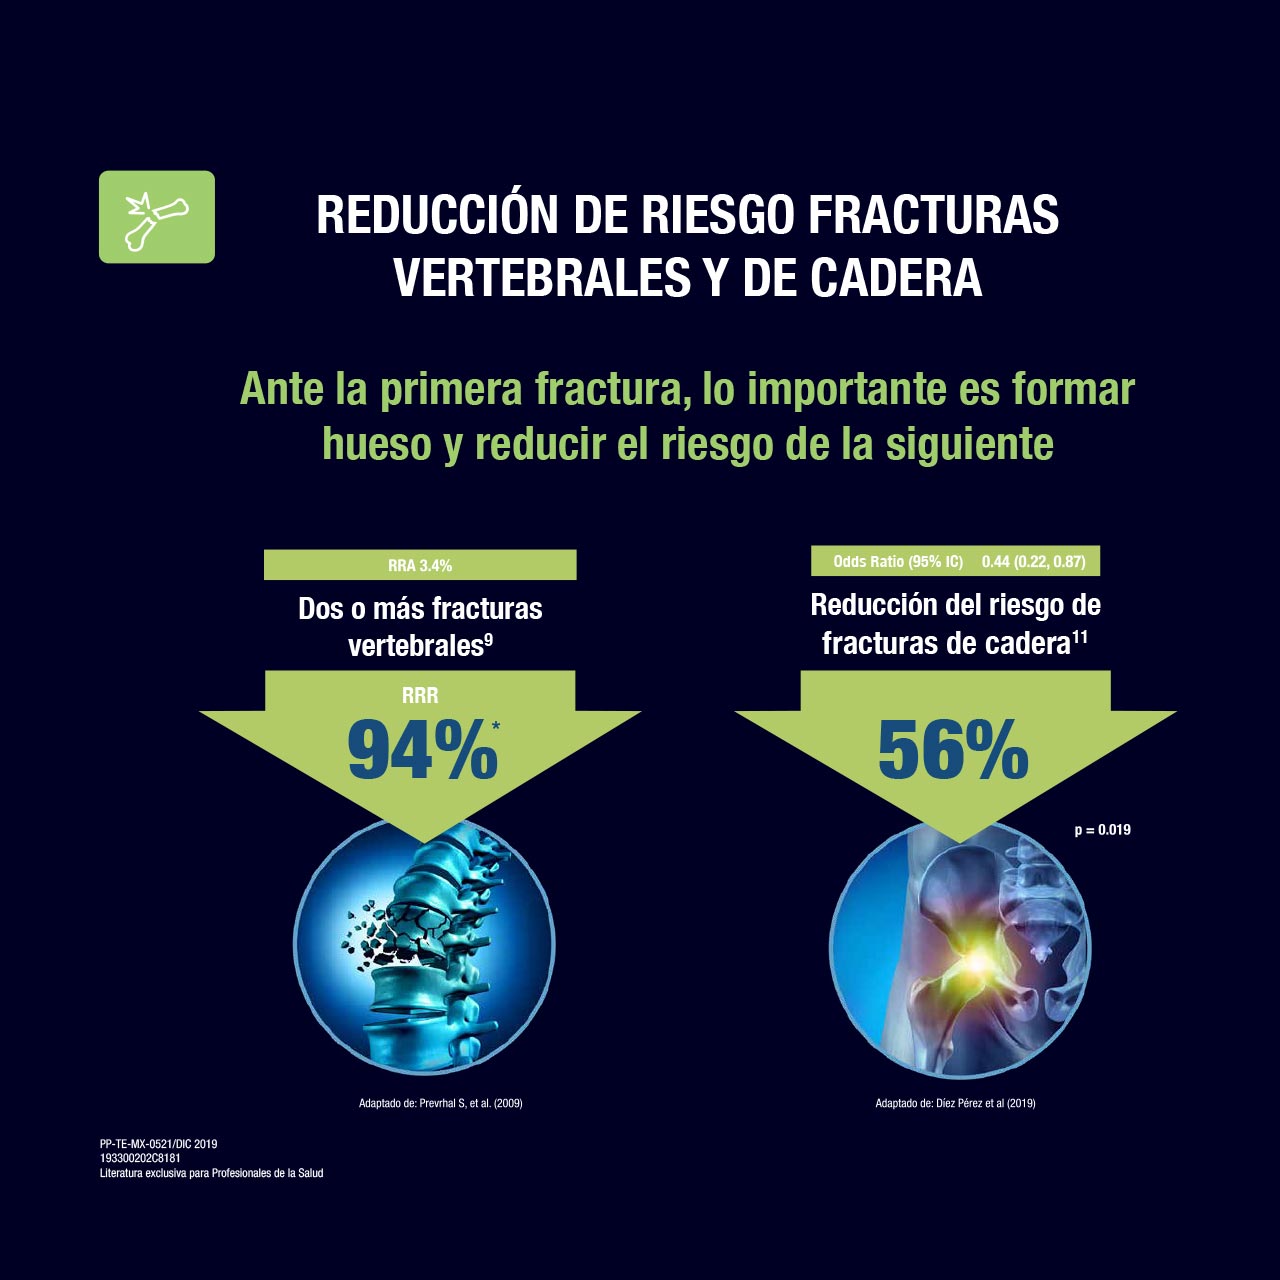 REDUCCIÓN DE RIESGO FRACTURAS
VERTEBRALES Y DE CADERA
Ante la primera fractura, lo importante es formar
hueso y reducir el riesgo de la siguiente
RRA 3.4%
Dos o más fracturas
vertebrales⁹
RRR
94%*
Adaptado de: Prevrhal S, et al. (2009)
Odds Ratio (95% IC) 0.44 (0.22, 0.87)
Reducción del riesgo de
fracturas de cadera¹¹
56%
p = 0.019
Adaptado de: Díez Pérez et al (2019)
PP-TE-MX-0521/DIC 2019
193300202C8181
Literatura exclusiva para Profesionales de la Salud